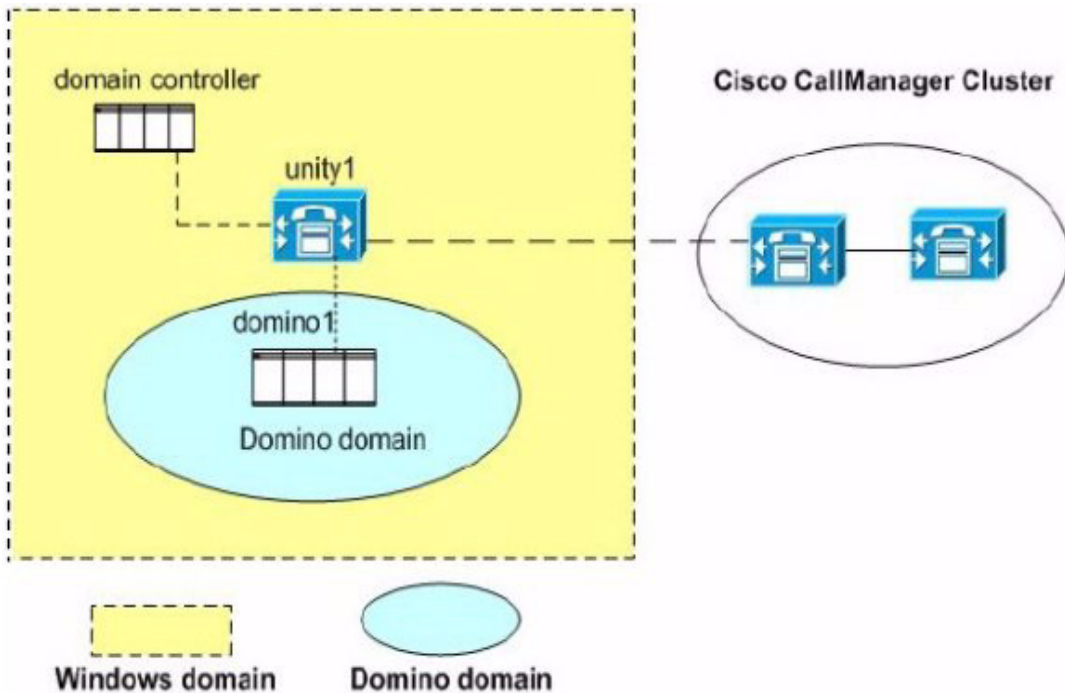 domain controller
Cisco CallManager Cluster
unity1
domino1
Domino domain
Windows domain
Domino domain